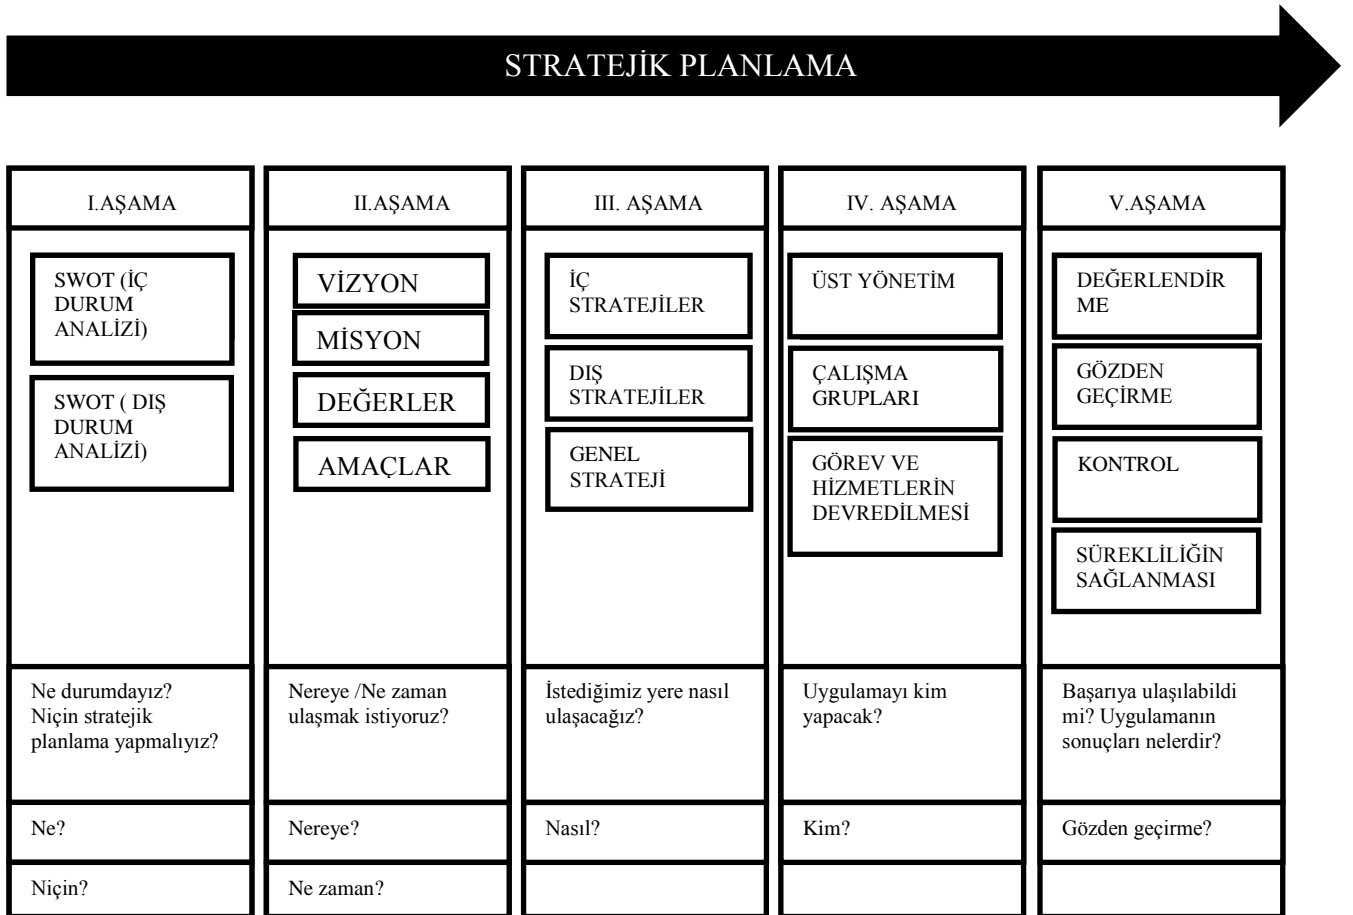 STRATEJİK PLANLAMA
I.AŞAMA
SWOT (İÇ
DURUM
ANALİZİ)
SWOT ( DIŞ
DURUM
ANALİZİ)
Ne durumdayız?
Niçin stratejik
planlama yapmalıyız?
Ne?
Niçin?
II.AŞAMA
VİZYON
MİSYON
DEĞERLER
AMAÇLAR
Nereye /Ne zaman
ulaşmak istiyoruz?
Nereye?
Ne zaman?
III. AŞAMA
İÇ
STRATEJİLER
DIŞ
STRATEJİLER
GENEL
STRATEJİ
İstediğimiz yere nasıl
ulaşacağız?
Nasıl?
IV. AŞAMA
ÜST YÖNETİM
ÇALIŞMA
GRUPLARI
GÖREV VE
HİZMETLERİN
DEVREDİLMESİ
Uygulamayı kim
yapacak?
Kim?
V.AŞAMA
DEĞERLENDİR
ME
GÖZDEN
GEÇİRME
KONTROL
SÜREKLİLİĞİN
SAĞLANMASI
Başarıya ulaşılabildi
mi? Uygulamanın
sonuçları nelerdir?
Gözden geçirme?